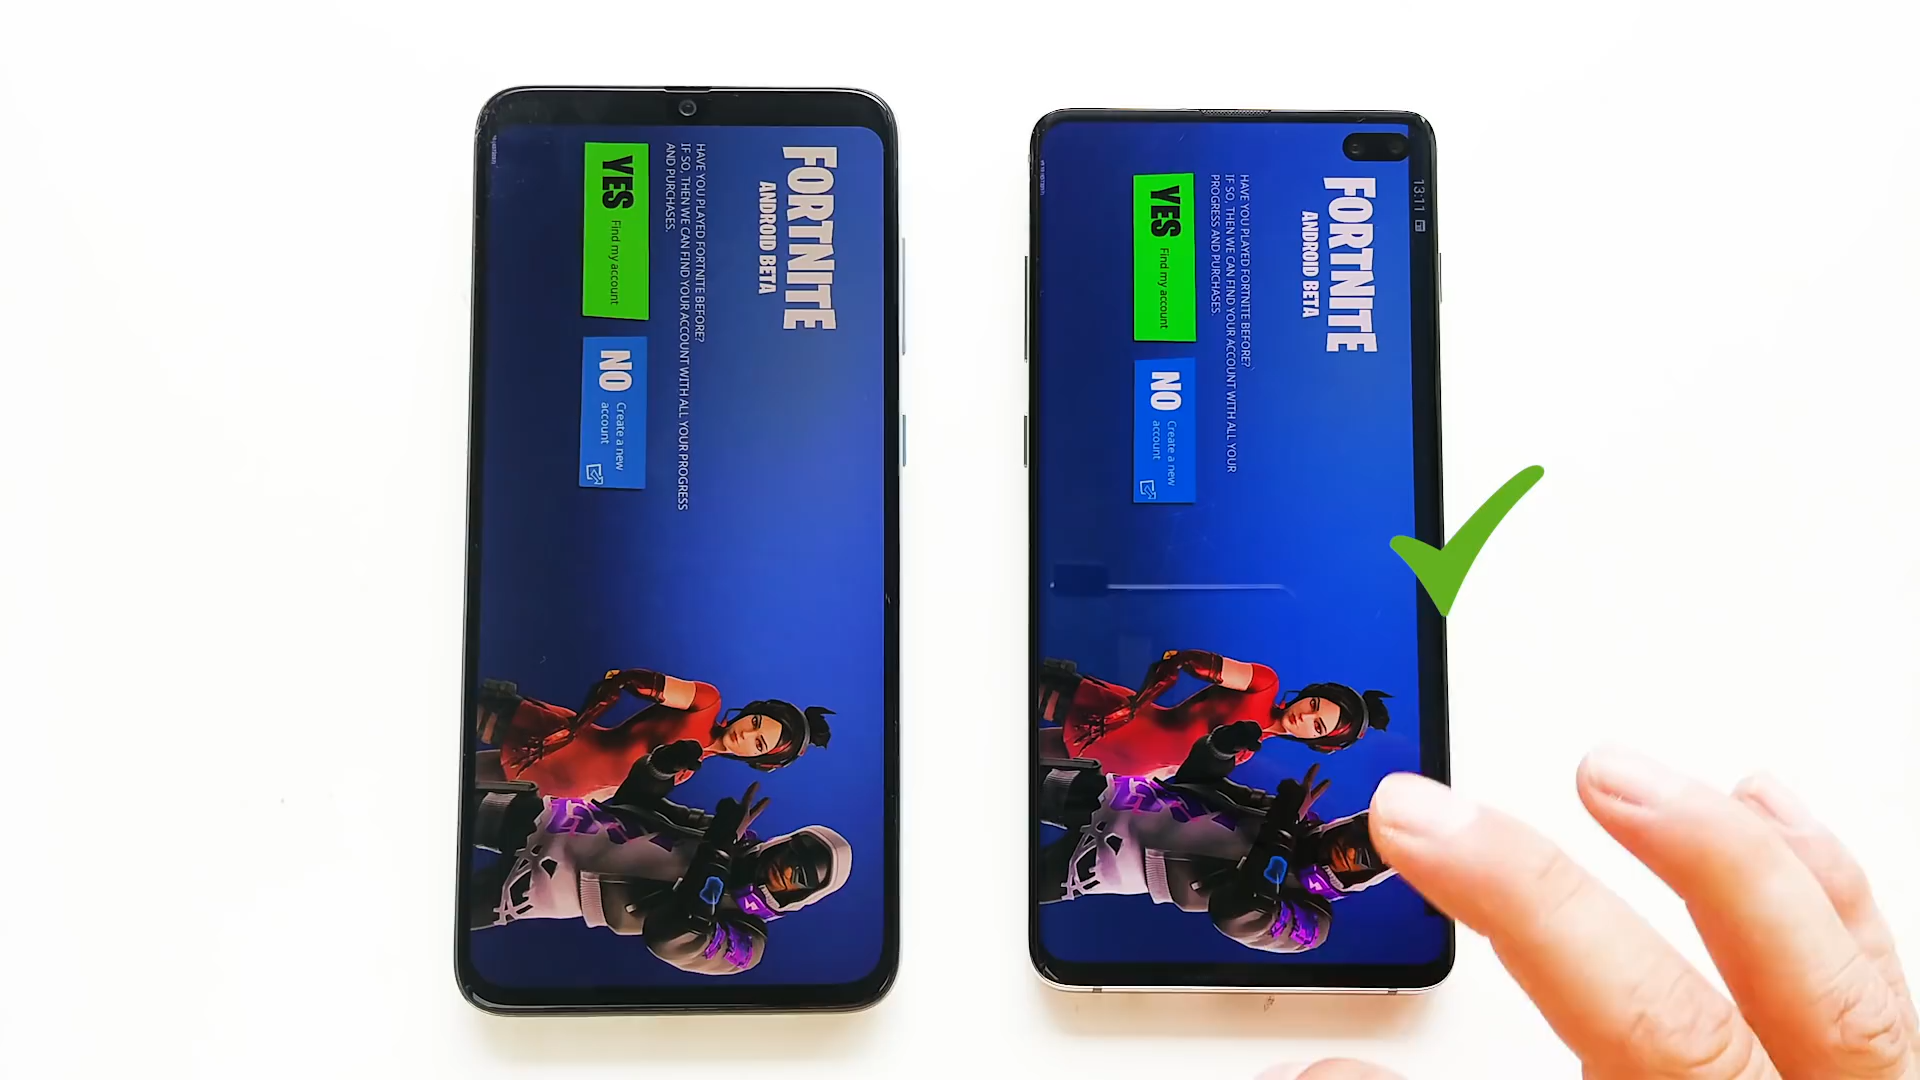 FORTNITE
ANDROID BETA
HAVE YOU PLAYED FORTNITE BEFORE?
IF SO, THEN WE CAN FIND YOUR ACCOUNT WITH ALL YOUR PROGRESS
AND PURCHASES.
YES Find my account
NO Create a new
account
13:11
FORTNITE
ANDROID BETA
HAVE YOU PLAYED FORTNITE BEFORE?
IF SO, THEN WE CAN FIND YOUR ACCOUNT WITH ALL YOUR
PROGRESS AND PURCHASES.
YES Find my account
NO Create a new
account